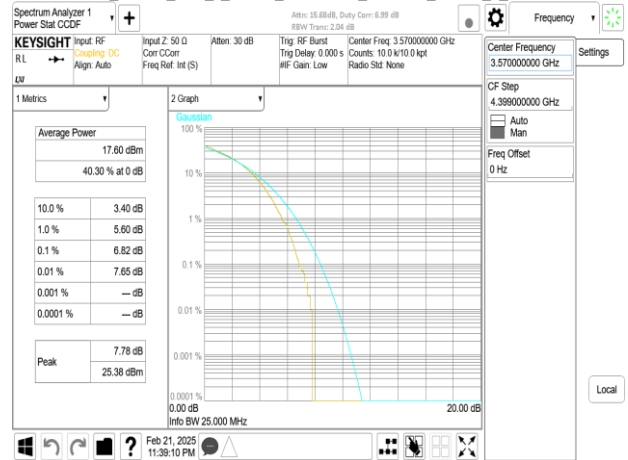 Spectrum Analyzer 1
Power Stat CCDF
Attn: 15.68dB, Duty Corr: 6.99 dB
RBW Trans: 2.04 dB
Frequency
KEYSIGHT
RL
LXI
Input: RF
Coupling: DC
Align: Auto
Input Z: 50 Ω
Corr CCorr
Freq Ref: Int (S)
Atten: 30 dB
Trig: RF Burst
Trig Delay: 0.000 s
#IF Gain: Low
Center Freq: 3.570000000 GHz
Counts: 10.0 k/10.0 kpt
Radio Std: None
Center Frequency
3.570000000 GHz
Settings
CF Step
4.399000000 GHz
Auto
Man
Freq Offset
0 Hz
1 Metrics
Average Power
17.60 dBm
40.30 % at 0 dB
10.0 % 3.40 dB
1.0 % 5.60 dB
0.1 % 6.82 dB
0.01 % 7.65 dB
0.001 % --- dB
0.0001 % --- dB
Peak
7.78 dB
25.38 dBm
2 Graph
Gaussian
100 %
10 %
1 %
0.1 %
0.01 %
0.001 %
0.0001 %
0.00 dB
20.00 dB
Info BW 25.000 MHz
Local
?
Feb 21, 2025
11:39:10 PM